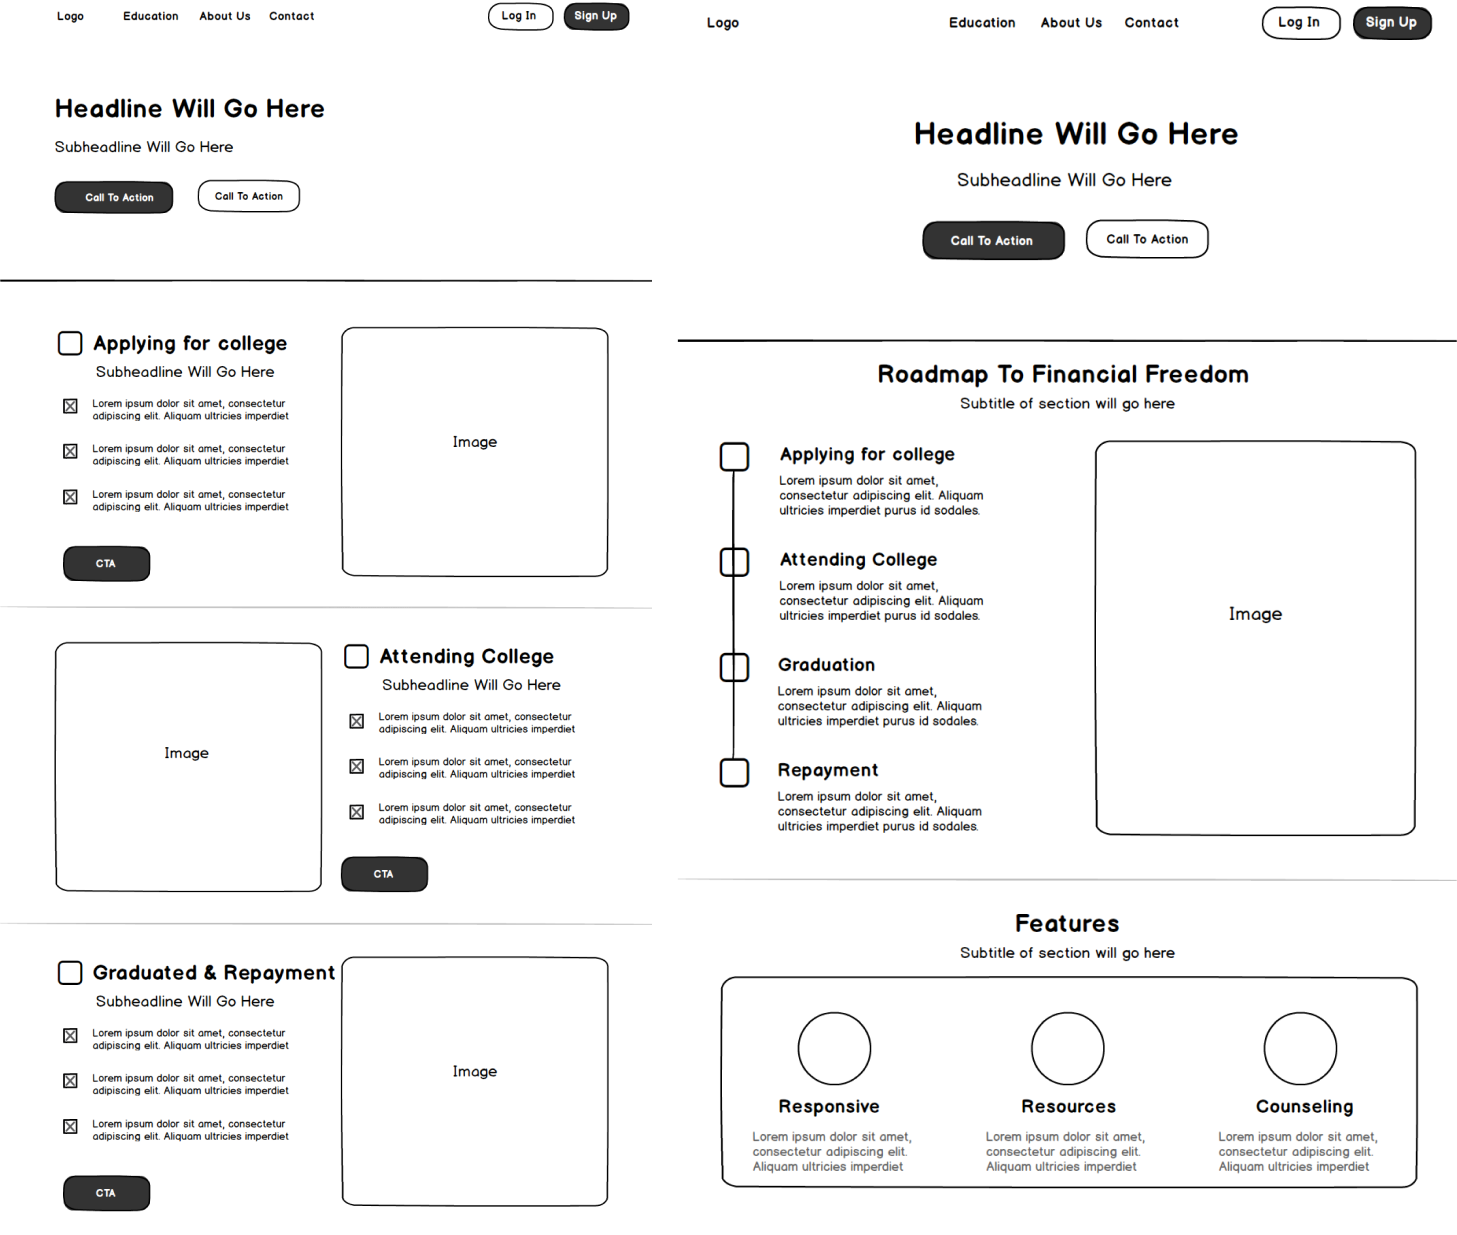 Logo
Education
About Us
Contact
Log In
Sign Up
Headline Will Go Here
Subheadline Will Go Here
Call To Action
Call To Action
Applying for college
Subheadline Will Go Here
Lorem ipsum dolor sit amet, consectetur
adipiscing elit. Aliquam ultricies imperdiet
Lorem ipsum dolor sit amet, consectetur
adipiscing elit. Aliquam ultricies imperdiet
Lorem ipsum dolor sit amet, consectetur
adipiscing elit. Aliquam ultricies imperdiet
CTA
Image
Image
Attending College
Subheadline Will Go Here
Lorem ipsum dolor sit amet, consectetur
adipiscing elit. Aliquam ultricies imperdiet
Lorem ipsum dolor sit amet, consectetur
adipiscing elit. Aliquam ultricies imperdiet
Lorem ipsum dolor sit amet, consectetur
adipiscing elit. Aliquam ultricies imperdiet
CTA
Graduated & Repayment
Subheadline Will Go Here
Lorem ipsum dolor sit amet, consectetur
adipiscing elit. Aliquam ultricies imperdiet
Lorem ipsum dolor sit amet, consectetur
adipiscing elit. Aliquam ultricies imperdiet
Lorem ipsum dolor sit amet, consectetur
adipiscing elit. Aliquam ultricies imperdiet
CTA
Image
Logo
Education
About Us
Contact
Log In
Sign Up
Headline Will Go Here
Subheadline Will Go Here
Call To Action
Call To Action
Roadmap To Financial Freedom
Subtitle of section will go here
Applying for college
Lorem ipsum dolor sit amet,
consectetur adipiscing elit. Aliquam
ultricies imperdiet purus id sodales.
Attending College
Lorem ipsum dolor sit amet,
consectetur adipiscing elit. Aliquam
ultricies imperdiet purus id sodales.
Graduation
Lorem ipsum dolor sit amet,
consectetur adipiscing elit. Aliquam
ultricies imperdiet purus id sodales.
Repayment
Lorem ipsum dolor sit amet,
consectetur adipiscing elit. Aliquam
ultricies imperdiet purus id sodales.
Image
Features
Subtitle of section will go here
Responsive
Lorem ipsum dolor sit amet,
consectetur adipiscing elit.
Aliquam ultricies imperdiet
Resources
Lorem ipsum dolor sit amet,
consectetur adipiscing elit.
Aliquam ultricies imperdiet
Counseling
Lorem ipsum dolor sit amet,
consectetur adipiscing elit.
Aliquam ultricies imperdiet